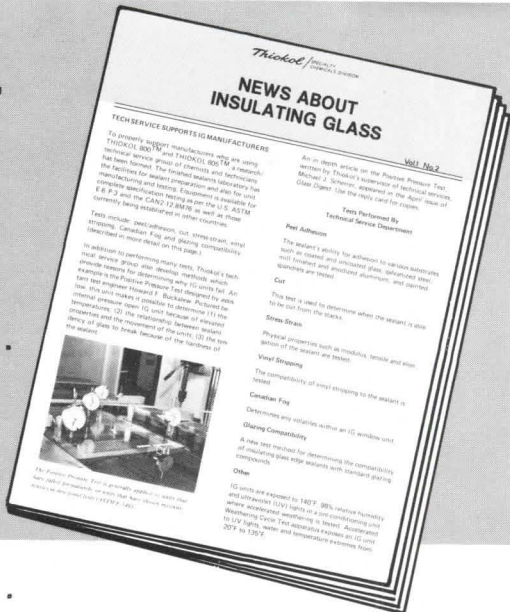 Thiokol / SPECIALTY
CHEMICALS DIVISION
NEWS ABOUT
INSULATING GLASS
Vol.1 No.2
TECH SERVICE SUPPORTS IG MANUFACTURERS
To properly support manufacturers who are using
THIOKOL 800™ and THIOKOL 805™, a research/
technical service group of chemists and technicians
has been formed. The finished sealants laboratory has
the facilities for sealant preparation and also for unit
manufacturing and testing. Equipment is available for
complete specification testing as per the U.S. ASTM
E-6 P.3 and the CAN2-12.8M76 as well as those
currently being established in other countries.
Tests include: peel/adhesion, cut, stress-strain, vinyl
stripping, Canadian Fog and glazing compatibility
(described in more detail on this page.)
In addition to performing many tests, Thiokol's tech-
nical service group also develop methods which
provide reasons for determining why IG units fail. An
example is the Positive Pressure Test designed by assis-
tant test engineer Howard F. Buckalew. Pictured be-
low, this unit makes it possible to determine (1) the
internal pressure open IG unit because of elevated
temperatures; (2) the relationship between sealant
properties and the movement of the units; (3) the ten-
dency of glass to break because of the hardness of
the sealant.
The Positive Pressure Test is generally applied to units that
have failed prematurely or units that have shown
An in depth article on the Positive Pressure Test
written by Thiokol's supervisor of technical services,
Michael J. Scherrer, appeared in the April issue of
Glass Digest. Use the reply card for copies.
Tests Performed By
Technical Service Department
Peel Adhesion
The sealant's ability for adhesion to various substrates
such as coated and uncoated glass, galvanized steel,
mill finished and anodized aluminum, and painted
spandrels are tested.
Cut
This test is used to determine when the sealant is able
to be cut from the stacks.
Stress-Strain
Physical properties such as modulus, tensile and elon-
gation of the sealant are tested.
Vinyl Stripping
The compatibility of vinyl stripping to the sealant is
tested.
Canadian Fog
Determines any volatiles within an IG window unit.
Glazing Compatibility
A new test method for determining the compatibility
of insulating glass edge sealants with standard glazing
compounds.
Other
IG units are exposed to 140°F, 98% relative humidity
and ultraviolet (UV) lights in a pre-conditioning unit
where accelerated weathering is tested. Accelerated
Weathering Cycle Test apparatus exposes an IG unit
to UV lights, water and temperature extremes from
20°F to 135°F.